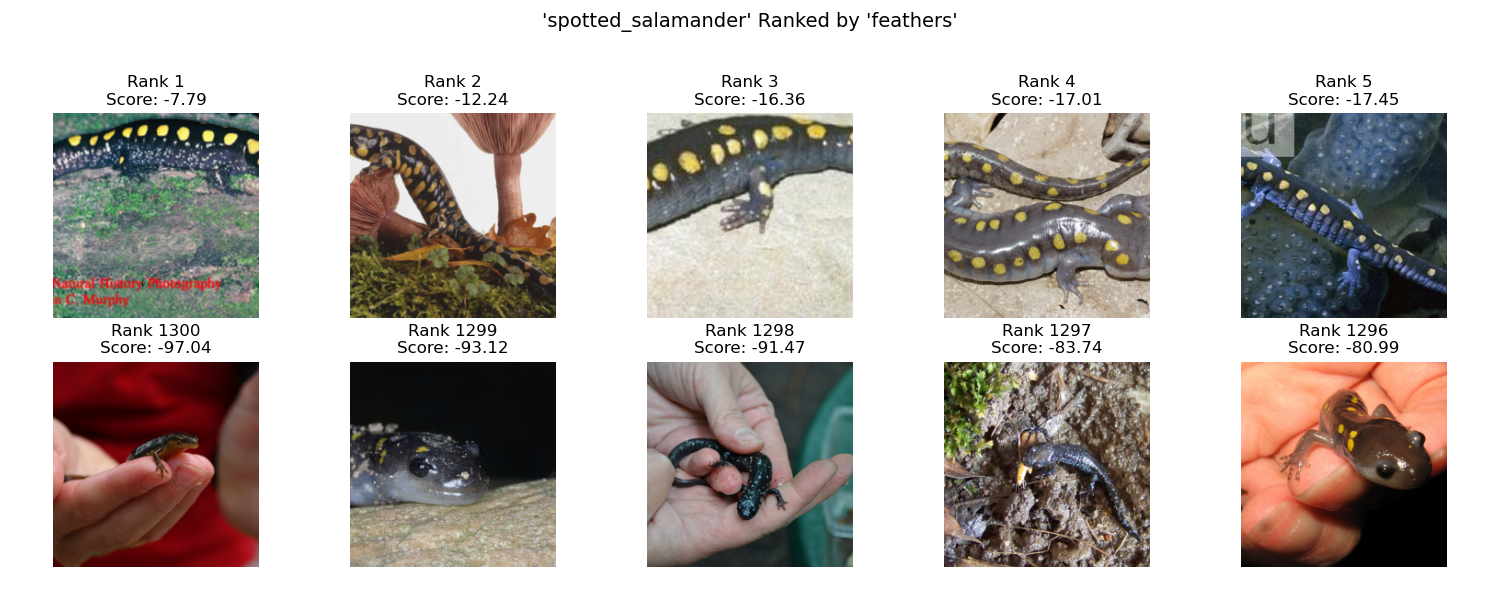 'spotted_salamander' Ranked by 'feathers'
Rank 1
Score: -7.79
Rank 2
Score: -12.24
Rank 3
Score: -16.36
Rank 4
Score: -17.01
Rank 5
Score: -17.45
u
Natural History Photography
n C. Murphy
Rank 1300
Score: -97.04
Rank 1299
Score: -93.12
Rank 1298
Score: -91.47
Rank 1297
Score: -83.74
Rank 1296
Score: -80.99